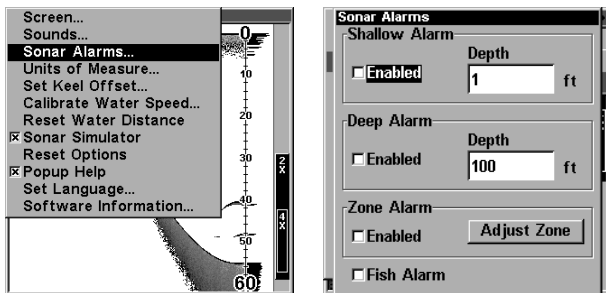 Screen...
Sounds...
Sonar Alarms...
Units of Measure...
Set Keel Offset...
Calibrate Water Speed...
Reset Water Distance
Sonar Simulator
Reset Options
Popup Help
Set Language...
Software Information...
0
10
20
30
40
50
60
2X
4X
Sonar Alarms
Shallow Alarm
Depth
Enabled
1 ft
Deep Alarm
Depth
Enabled
100 ft
Zone Alarm
Enabled
Adjust Zone
Fish Alarm